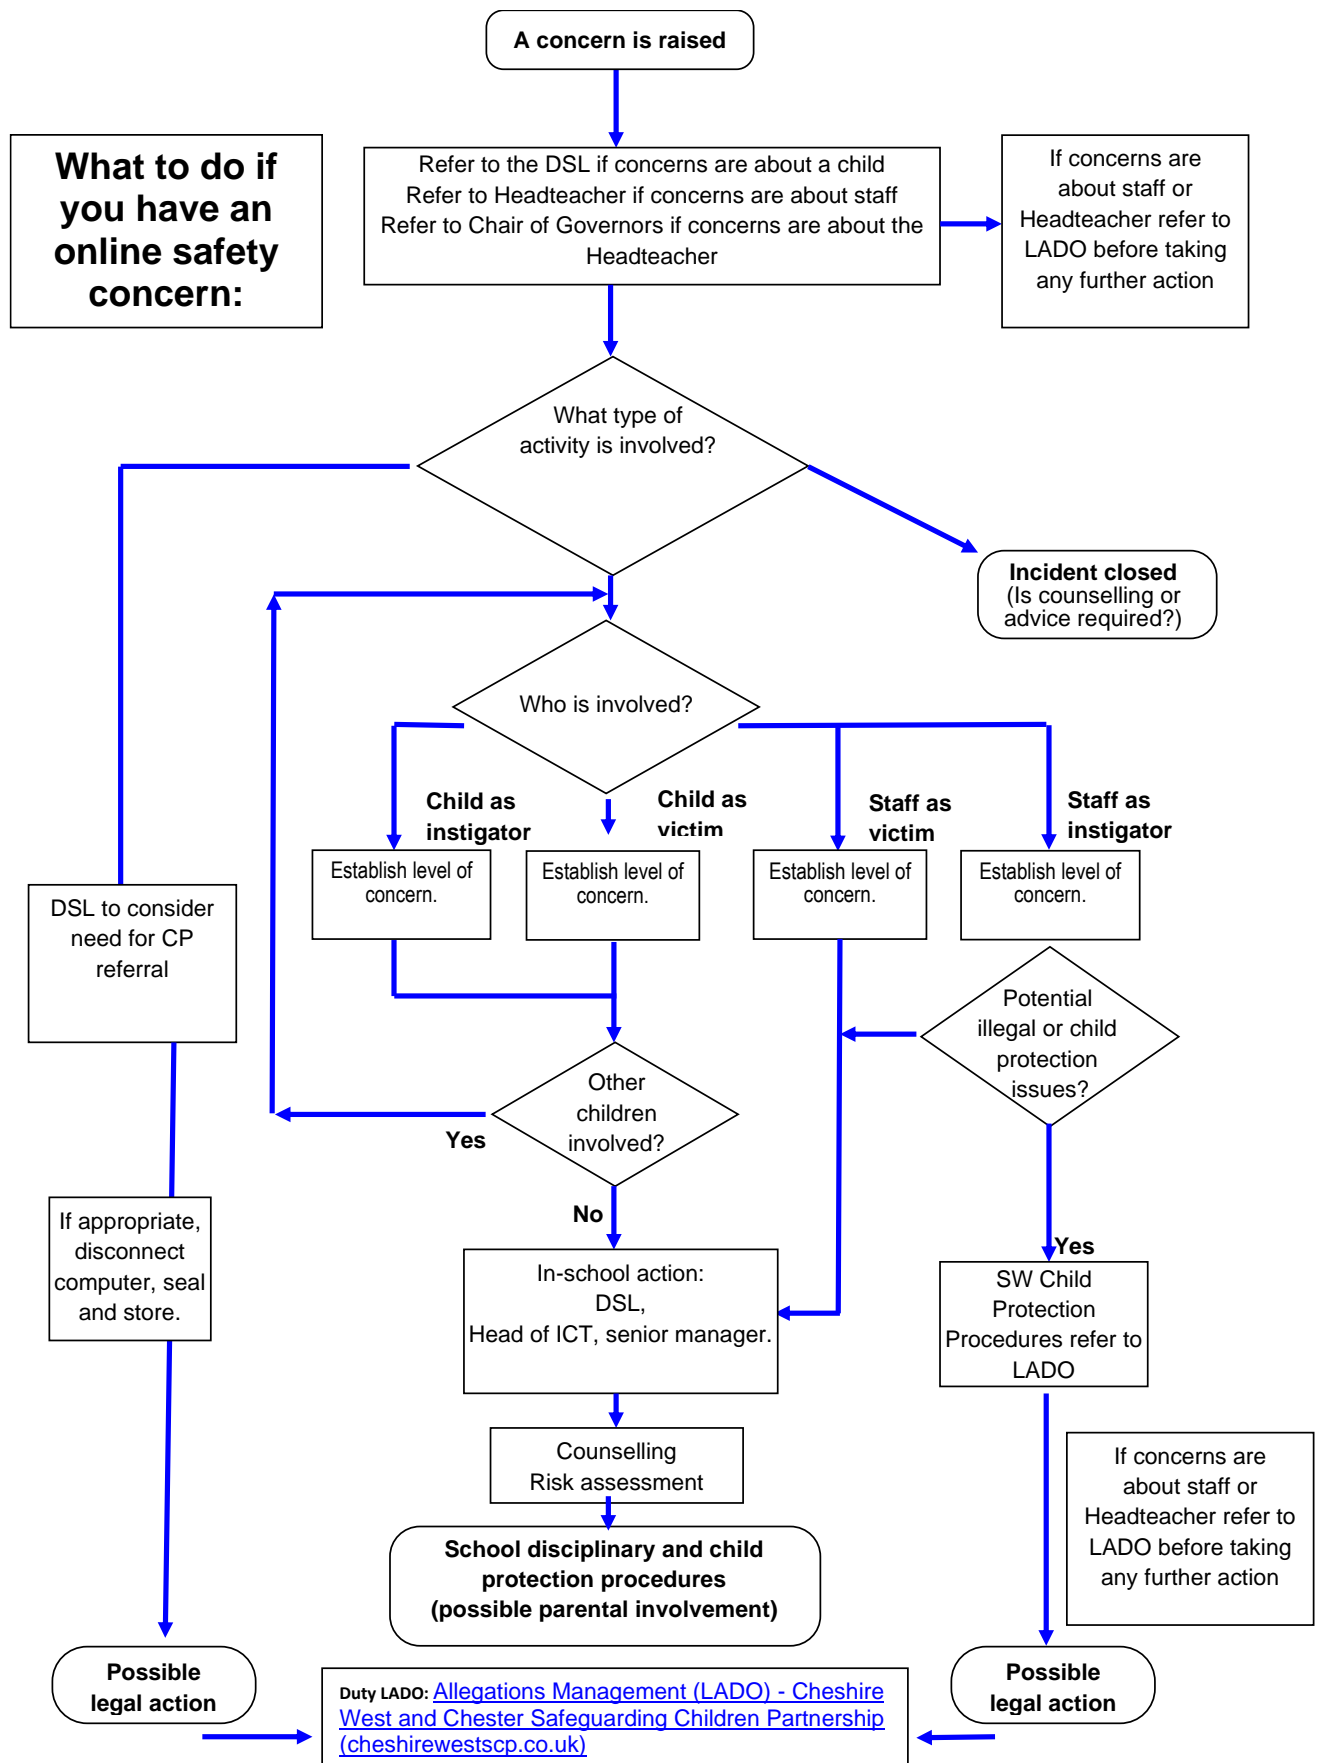 A concern is raised
What to do if
you have an
online safety
concern:
Refer to the DSL if concerns are about a child
Refer to Headteacher if concerns are about staff
Refer to Chair of Governors if concerns are about the
Headteacher
If concerns are
about staff or
Headteacher refer to
LADO before taking
any further action
What type of
activity is involved?
Incident closed
(Is counselling or
advice required?)
Who is involved?
Child as
instigator
Child as
victim
Staff as
victim
Staff as
instigator
Establish level of
concern.
Establish level of
concern.
Establish level of
concern.
Establish level of
concern.
DSL to consider
need for CP
referral
Potential
illegal or child
protection
issues?
Other
children
involved?
Yes
No
If appropriate,
disconnect
computer, seal
and store.
In-school action:
DSL,
Head of ICT, senior manager.
Yes
SW Child
Protection
Procedures refer to
LADO
Counselling
Risk assessment
If concerns are
about staff or
Headteacher refer to
LADO before taking
any further action
School disciplinary and child
protection procedures
(possible parental involvement)
Possible
legal action
Duty LADO: Allegations Management (LADO) - Cheshire
West and Chester Safeguarding Children Partnership
(cheshirewestscp.co.uk)
Possible
legal action